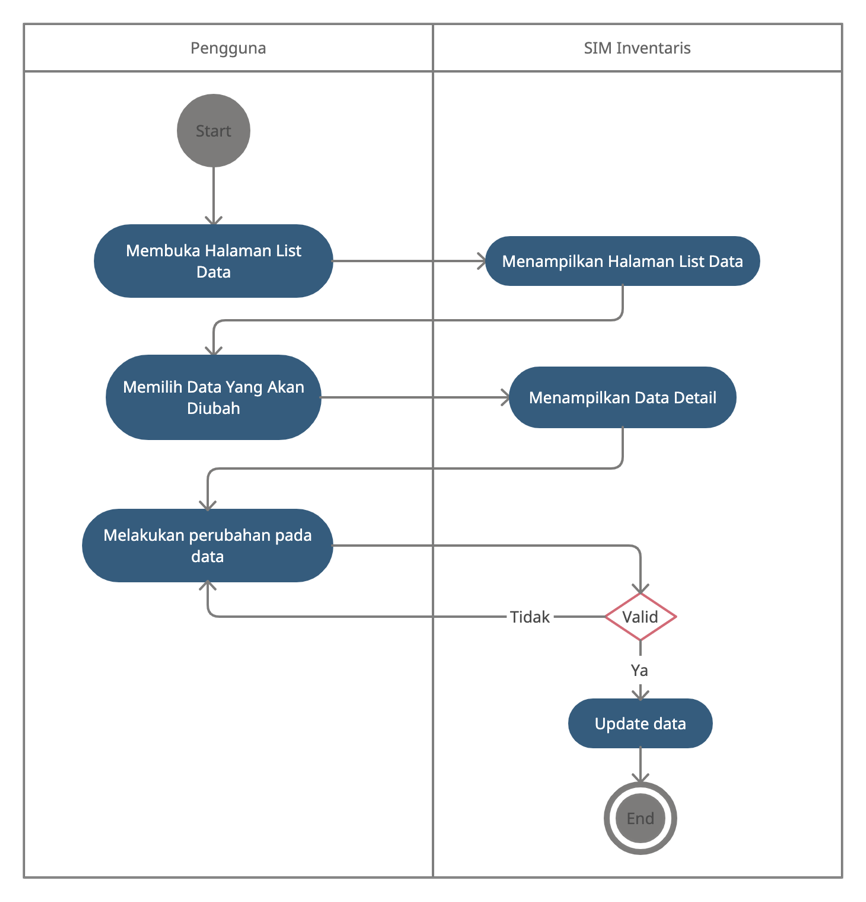 Pengguna
SIM Inventaris
Start
Membuka Halaman List
Data
Menampilkan Halaman List Data
Memilih Data Yang Akan
Diubah
Menampilkan Data Detail
Melakukan perubahan pada
data
Tidak
Valid
Ya
Update data
End